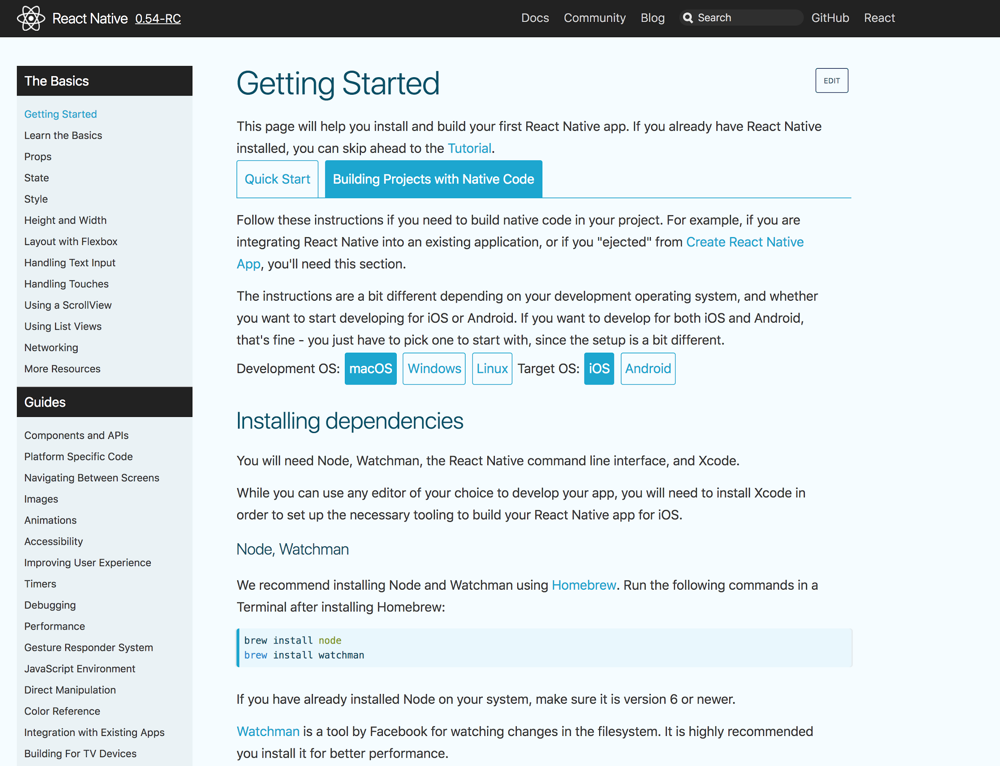 React Native 0.54-RC
Docs Community Blog Search GitHub React
The Basics
Getting Started
Learn the Basics
Props
State
Style
Height and Width
Layout with Flexbox
Handling Text Input
Handling Touches
Using a ScrollView
Using List Views
Networking
More Resources
Guides
Components and APIs
Platform Specific Code
Navigating Between Screens
Images
Animations
Accessibility
Improving User Experience
Timers
Debugging
Performance
Gesture Responder System
JavaScript Environment
Direct Manipulation
Color Reference
Integration with Existing Apps
Building For TV Devices
Getting Started
EDIT
This page will help you install and build your first React Native app. If you already have React Native
installed, you can skip ahead to the Tutorial.
Quick Start Building Projects with Native Code
Follow these instructions if you need to build native code in your project. For example, if you are
integrating React Native into an existing application, or if you "ejected" from Create React Native
App, you'll need this section.
The instructions are a bit different depending on your development operating system, and whether
you want to start developing for iOS or Android. If you want to develop for both iOS and Android,
that's fine - you just have to pick one to start with, since the setup is a bit different.
Development OS: macOS Windows Linux Target OS: iOS Android
Installing dependencies
You will need Node, Watchman, the React Native command line interface, and Xcode.
While you can use any editor of your choice to develop your app, you will need to install Xcode in
order to set up the necessary tooling to build your React Native app for iOS.
Node, Watchman
We recommend installing Node and Watchman using Homebrew. Run the following commands in a
Terminal after installing Homebrew:
brew install node
brew install watchman
If you have already installed Node on your system, make sure it is version 6 or newer.
Watchman is a tool by Facebook for watching changes in the filesystem. It is highly recommended
you install it for better performance.